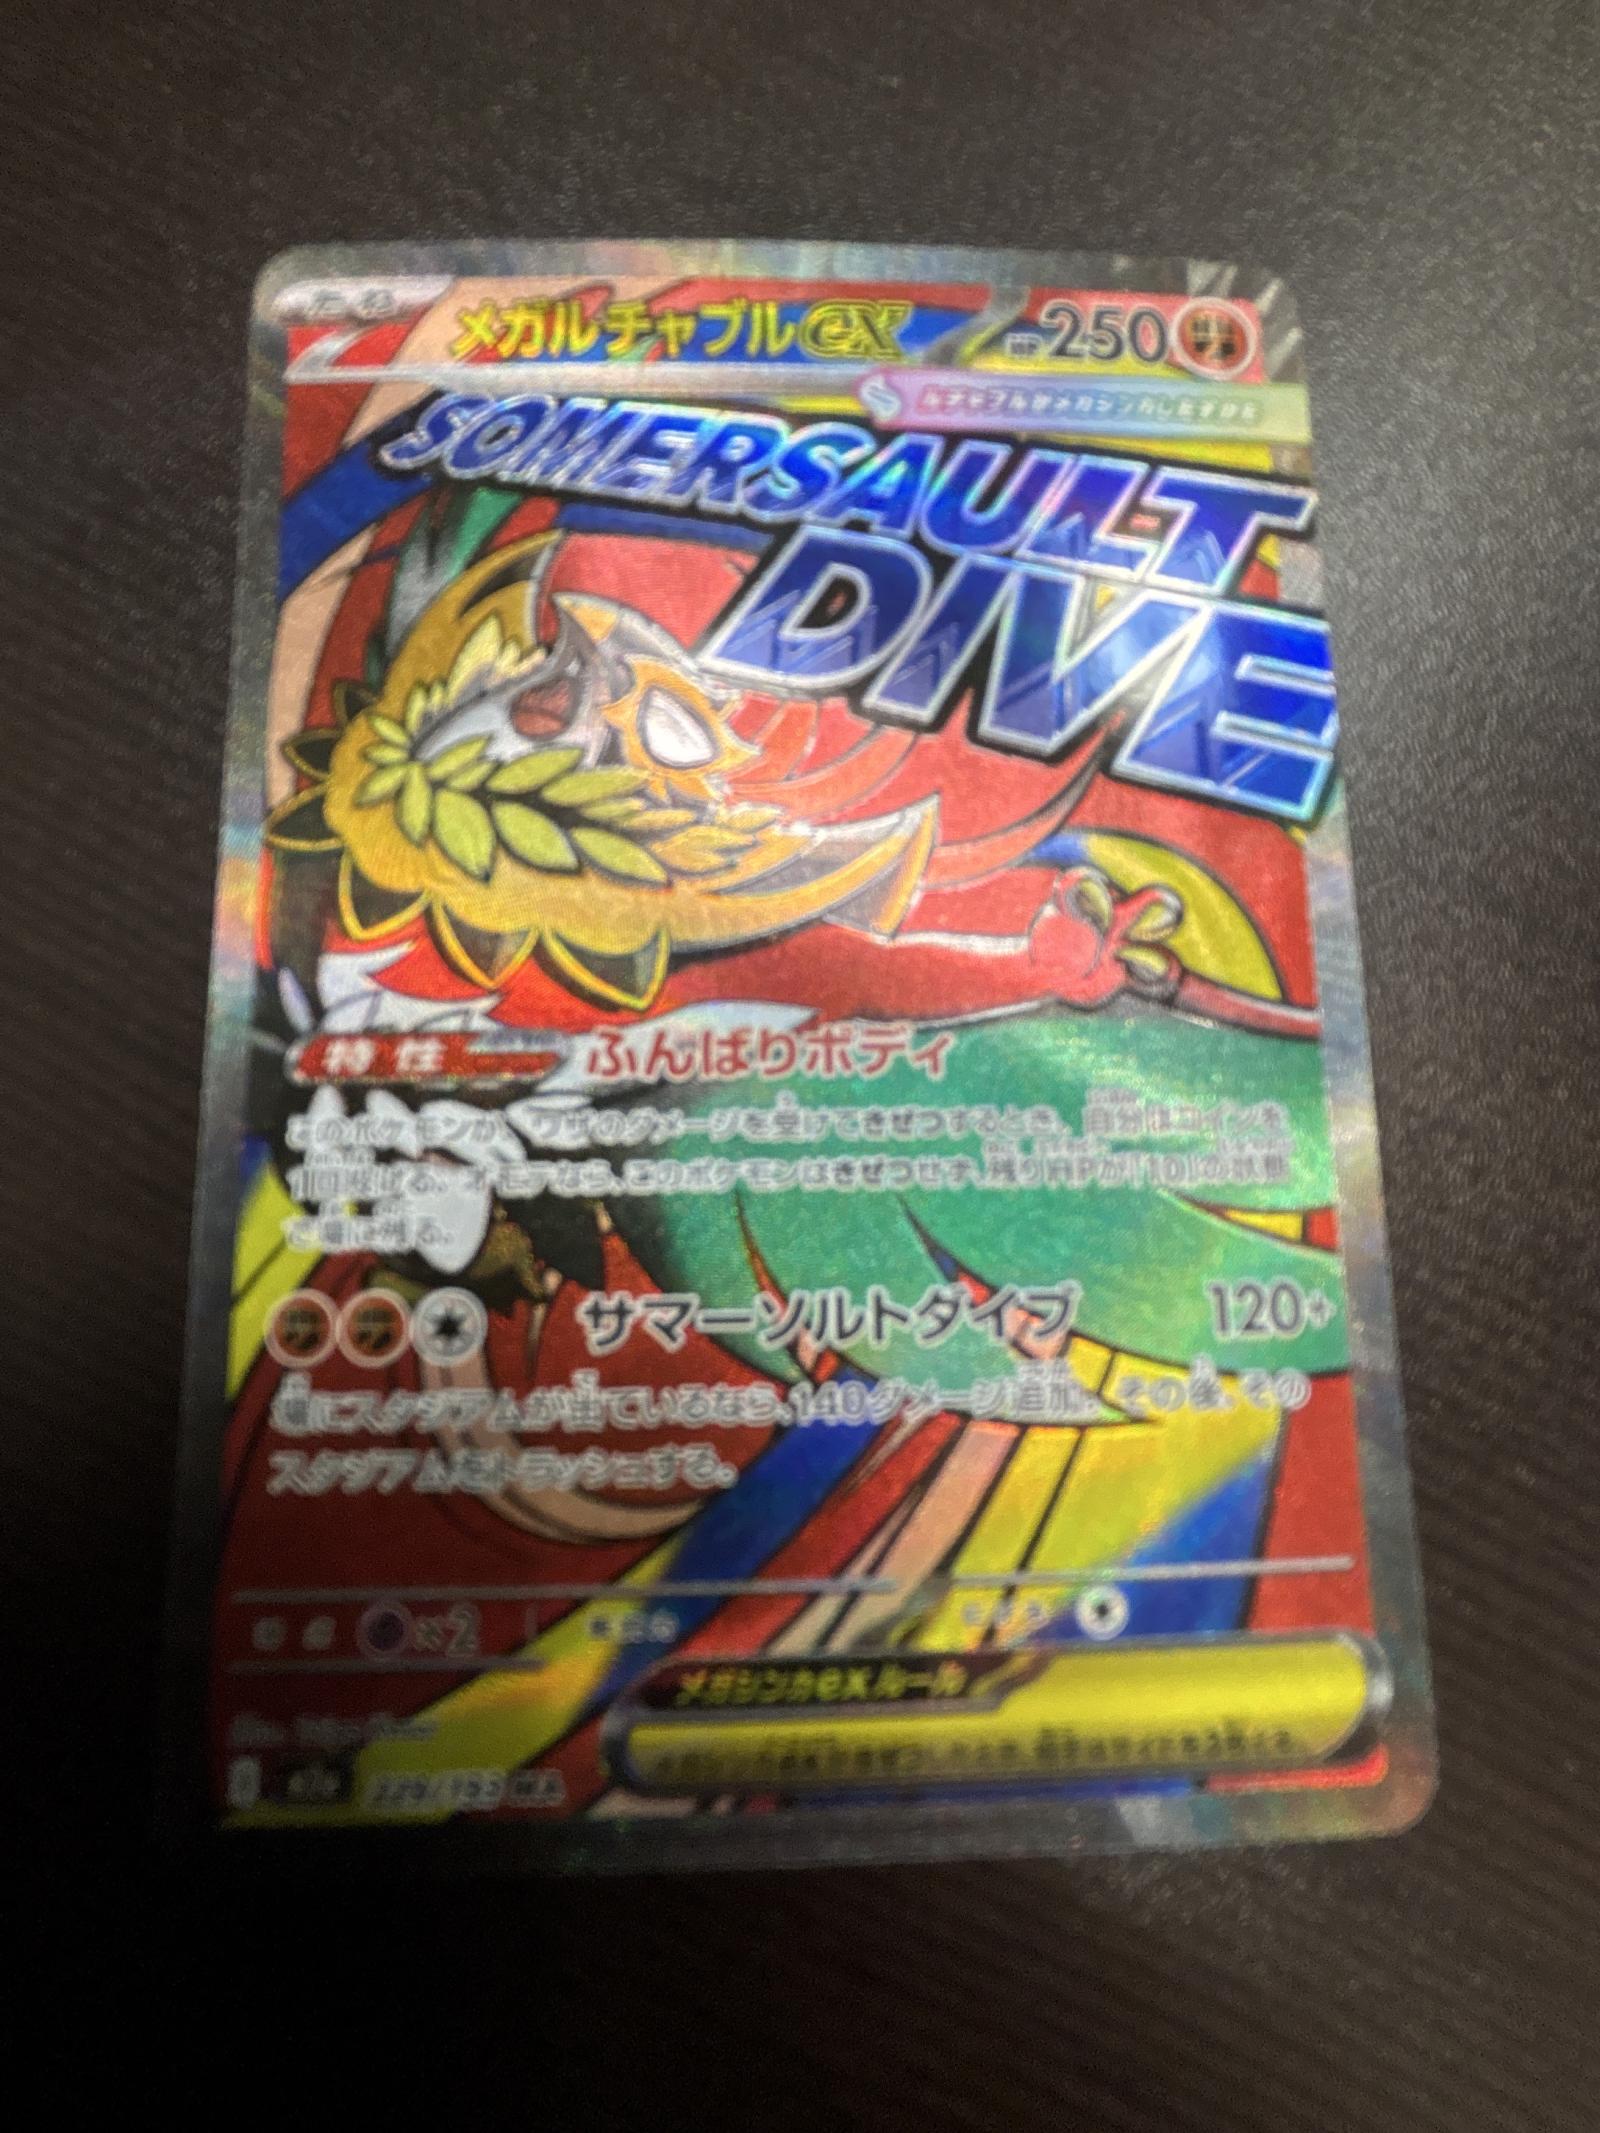 たね
メガルチャブルex
HP 250
SOMERSAULT
DIVE
特性 ふんばりボディ
このポケモンが、ワザのダメージを受けてきぜつするとき、自分はコインを
1回投げる。オモテなら、このポケモンはきぜつせず、残りHPが「10」の状態
で場に残る。
サマーソルトダイブ 120+
場にスタジアムが出ているなら、140ダメージ追加。その後、その
スタジアムをトラッシュする。
×2
メガシンカexルール